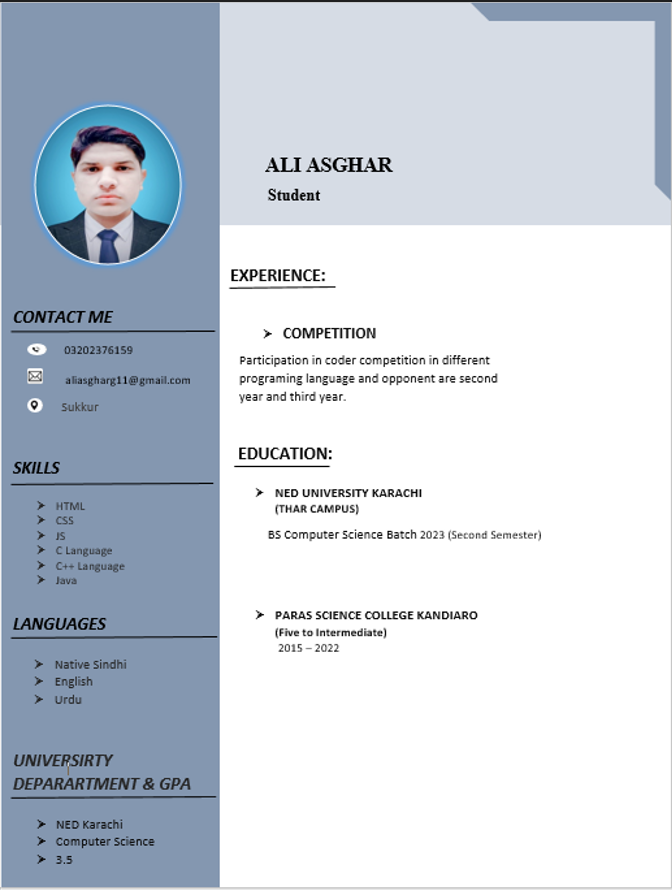 ALI ASGHAR
Student
CONTACT ME
03202376159
aliasgharg11@gmail.com
Sukkur
SKILLS
HTML
CSS
JS
C Language
C++ Language
Java
LANGUAGES
Native Sindhi
English
Urdu
UNIVERSIRTY
DEPARARTMENT & GPA
NED Karachi
Computer Science
3.5
EXPERIENCE:
COMPETITION
Participation in coder competition in different
programing language and opponent are second
year and third year.
EDUCATION:
NED UNIVERSITY KARACHI
(THAR CAMPUS)
BS Computer Science Batch 2023 (Second Semester)
PARAS SCIENCE COLLEGE KANDIARO
(Five to Intermediate)
2015 – 2022